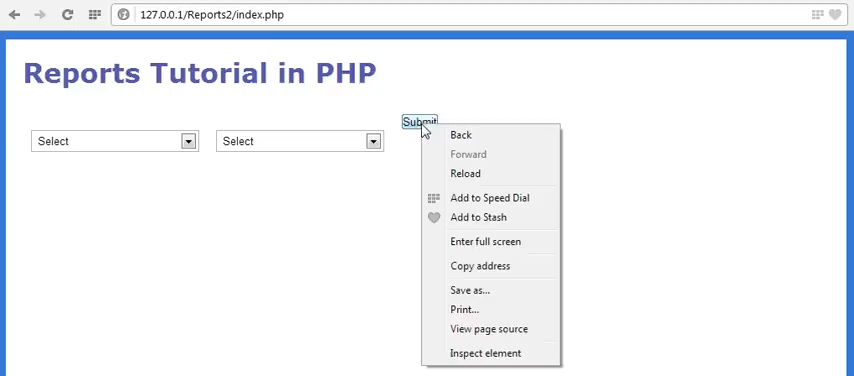 127.0.0.1/Reports2/index.php
Reports Tutorial in PHP
Submit
Select Select
Back
Forward
Reload
Add to Speed Dial
Add to Stash
Enter full screen
Copy address
Save as...
Print...
View page source
Inspect element